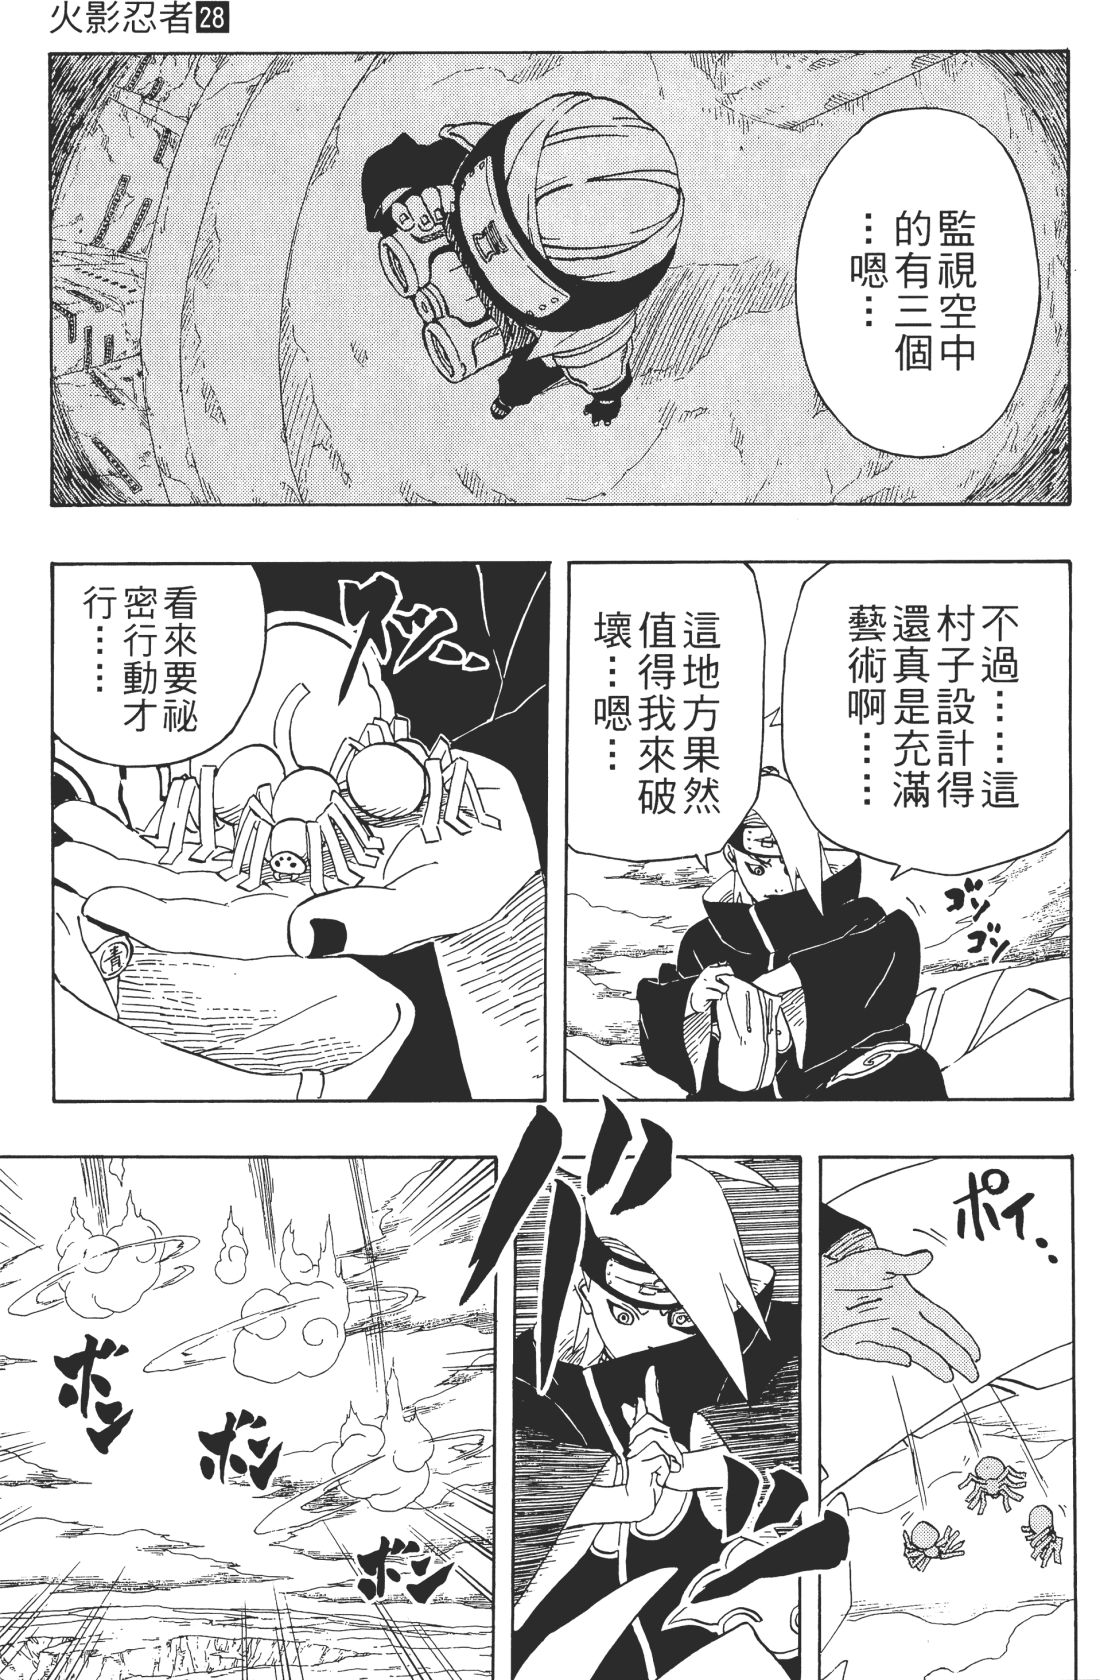 火影忍者28
監視空中
的有三個
…嗯…
不過……這
村子設計得
還真是充滿
藝術啊……
這地方果然
值得我來破
壞…嗯…
ゴソ
ゴソ
看來要祕
密行動才
行……
ズッ…
青
ポイ
バッ
ボン
ボン
ボン